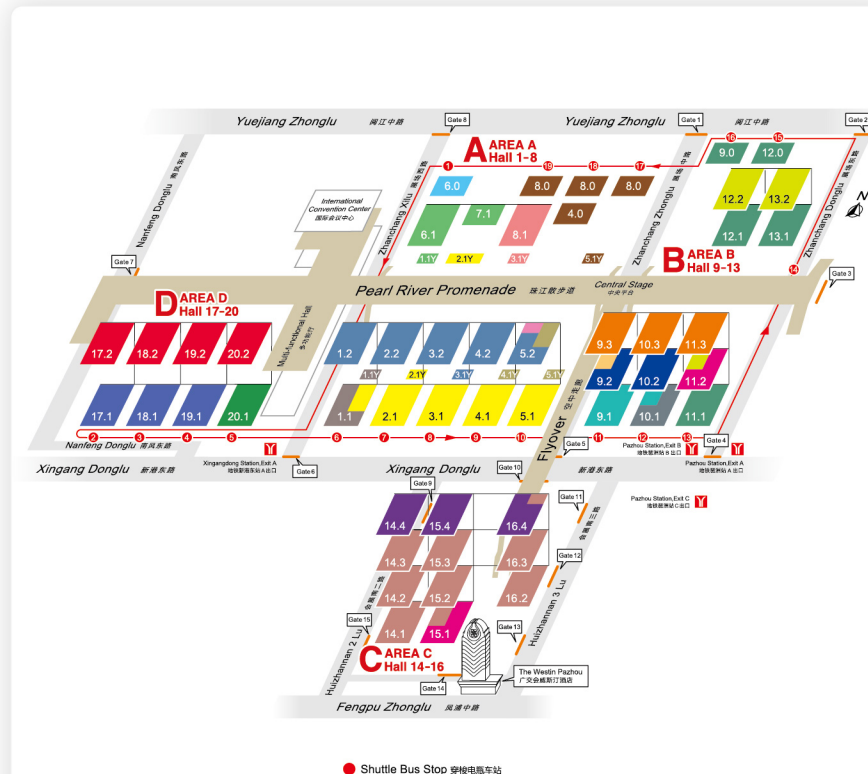 Yuejiang Zhonglu 阅江中路
Gate 8
Yuejiang Zhonglu
Gate 1
阅江中路
Gate 2
A AREA A
Hall 1-8
1
19
18
17
16
15
9.0
12.0
6.0
8.0
8.0
8.0
7.1
4.0
6.1
8.1
12.2
13.2
12.1
13.1
N
International
Convention Center
国际会议中心
Nanfeng Donglu 南风东路
Zhanchang Xilu 展场西路
Zhanchang Zhonglu 展场中路
Zhanchang Donglu 展场东路
1.1Y
2.1Y
3.1Y
5.1Y
B AREA B
Hall 9-13
14
Gate 7
Gate 3
Pearl River Promenade 珠江散步道
Central Stage
中央平台
D AREA D
Hall 17-20
Multi-functional Hall
多功能厅
17.2
18.2
19.2
20.2
1.2
2.2
3.2
4.2
5.2
9.3
10.3
11.3
1.1Y
2.1Y
3.1Y
4.1Y
5.1Y
9.2
10.2
11.2
17.1
18.1
19.1
20.1
1.1
2.1
3.1
4.1
5.1
9.1
10.1
11.1
Flyover 空中走廊
2
3
4
5
6
7
8
9
10
11
12
13
Nanfeng Donglu 南风东路
Gate 5
Gate 4
Pazhou Station,Exit B
地铁琶洲站 B 出口
Xingang Donglu 新港东路
Xingangdong Station,Exit A
地铁新港东站 A 出口
Gate 6
Xingang Donglu
Gate 10
新港东路
Pazhou Station,Exit A
地铁琶洲站 A 出口
Gate 9
Gate 11
Pazhou Station,Exit C
地铁琶洲站 C 出口
14.4
15.4
16.4
14.3
15.3
16.3
14.2
15.2
16.2
14.1
15.1
会展南二路
会展南三路
Gate 12
Gate 15
Gate 13
Huizhannan 2 Lu
Huizhannan 3 Lu
C AREA C
Hall 14-16
Gate 14
The Westin Pazhou
广交会威斯汀酒店
Fengpu Zhonglu 凤浦中路
Shuttle Bus Stop 穿梭电瓶车站